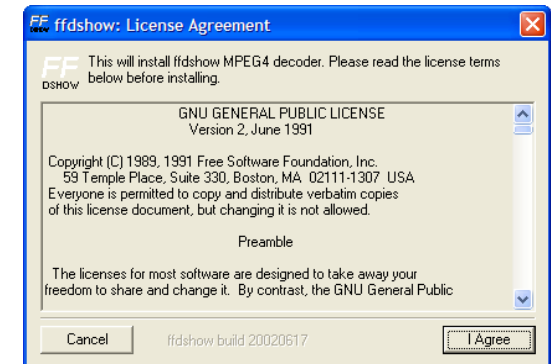 FF DSHOW ffdshow: License Agreement
FF DSHOW
This will install ffdshow MPEG4 decoder. Please read the license terms
below before installing.
GNU GENERAL PUBLIC LICENSE
Version 2, June 1991
Copyright (C) 1989, 1991 Free Software Foundation, Inc.
59 Temple Place, Suite 330, Boston, MA  02111-1307  USA
Everyone is permitted to copy and distribute verbatim copies
of this license document, but changing it is not allowed.
Preamble
The licenses for most software are designed to take away your
freedom to share and change it.  By contrast, the GNU General Public
Cancel
ffdshow build 20020617
I Agree